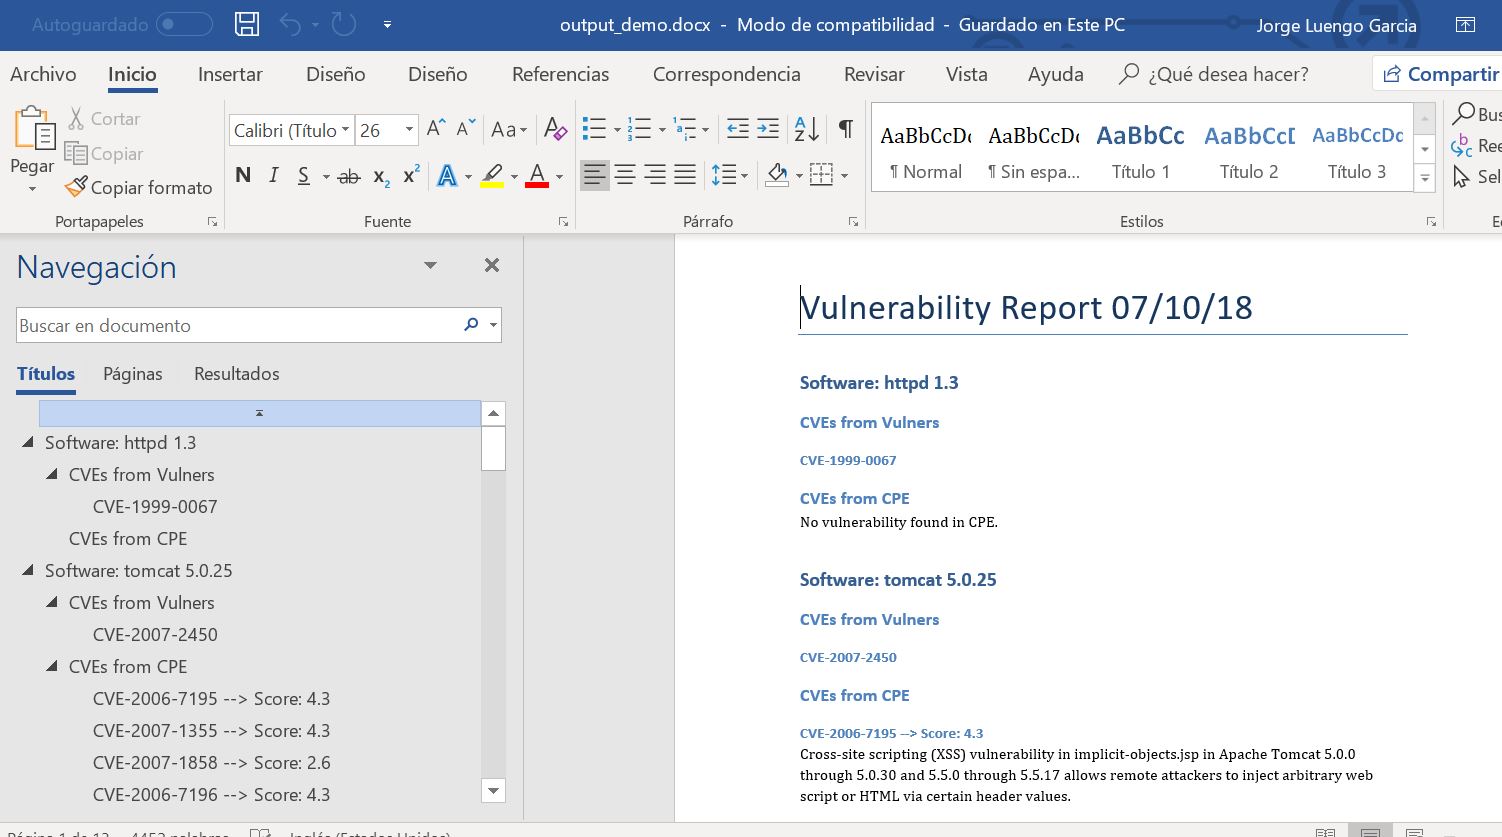 Autoguardado
output_demo.docx - Modo de compatibilidad - Guardado en Este PC
Jorge Luengo Garcia
Archivo Inicio Insertar Diseño Diseño Referencias Correspondencia Revisar Vista Ayuda ¿Qué desea hacer? Compartir
Pegar
Cortar
Copiar
Copiar formato
Portapapeles
Calibri (Título 26
Aa
N K S ab x₂ x²
A A
Fuente
Párrafo
AaBbCcDc AaBbCcDc AaBbCc AaBbCcD AaBbCcDc
¶ Normal ¶ Sin espa... Título 1 Título 2 Título 3
Estilos
Navegación
Buscar en documento
Títulos Páginas Resultados
Software: httpd 1.3
CVEs from Vulners
CVE-1999-0067
CVEs from CPE
Software: tomcat 5.0.25
CVEs from Vulners
CVE-2007-2450
CVEs from CPE
CVE-2006-7195 --> Score: 4.3
CVE-2007-1355 --> Score: 4.3
CVE-2007-1858 --> Score: 2.6
CVE-2006-7196 --> Score: 4.3
Vulnerability Report 07/10/18
Software: httpd 1.3
CVEs from Vulners
CVE-1999-0067
CVEs from CPE
No vulnerability found in CPE.
Software: tomcat 5.0.25
CVEs from Vulners
CVE-2007-2450
CVEs from CPE
CVE-2006-7195 --> Score: 4.3
Cross-site scripting (XSS) vulnerability in implicit-objects.jsp in Apache Tomcat 5.0.0
through 5.0.30 and 5.5.0 through 5.5.17 allows remote attackers to inject arbitrary web
script or HTML via certain header values.